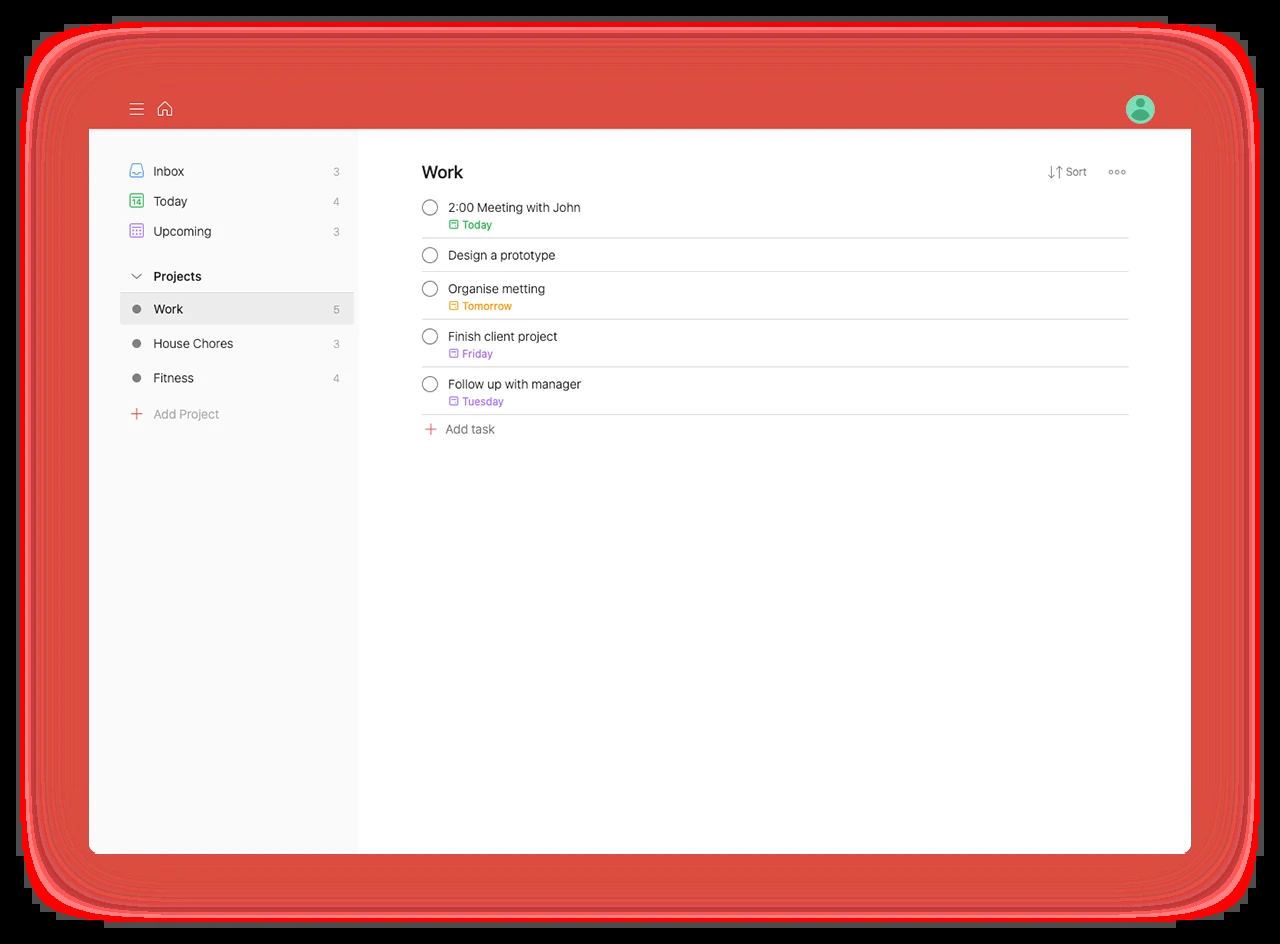 Inbox 3
14 Today 4
Upcoming 3
Projects
Work 5
House Chores 3
Fitness 4
Add Project
Work
Sort
2:00 Meeting with John
Today
Design a prototype
Organise metting
Tomorrow
Finish client project
Friday
Follow up with manager
Tuesday
Add task